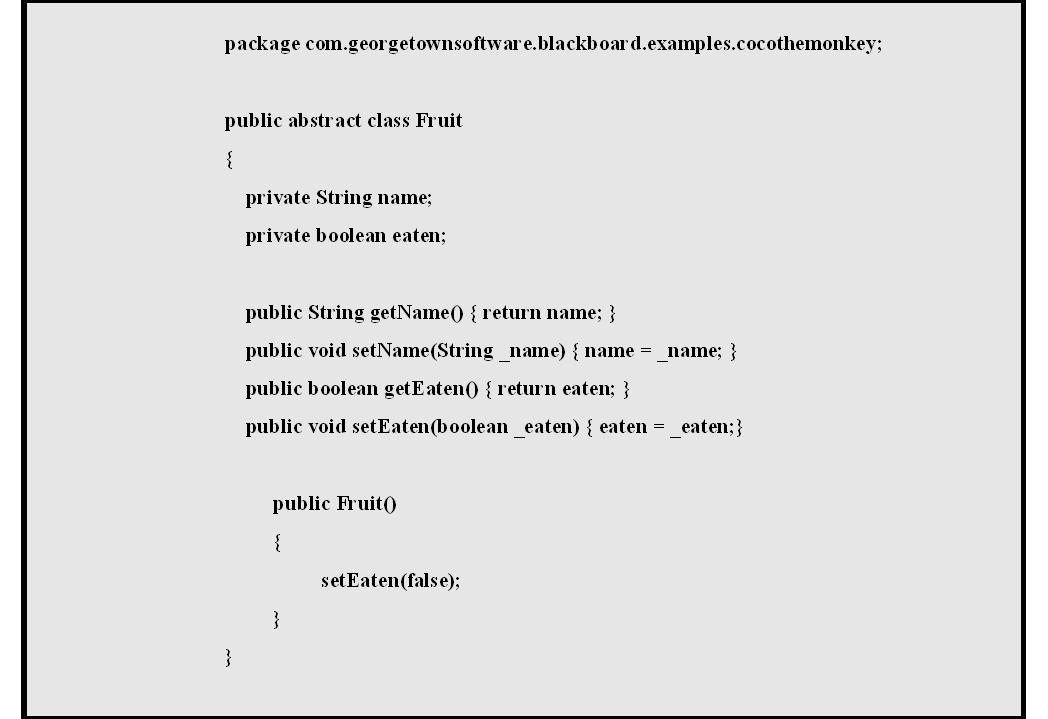 package com.georgetownsoftware.blackboard.examples.cocothemonkey;
public abstract class Fruit
{
private String name;
private boolean eaten;
public String getName() { return name; }
public void setName(String _name) { name = _name; }
public boolean getEaten() { return eaten; }
public void setEaten(boolean _eaten) { eaten = _eaten;}
public Fruit()
{
setEaten(false);
}
}